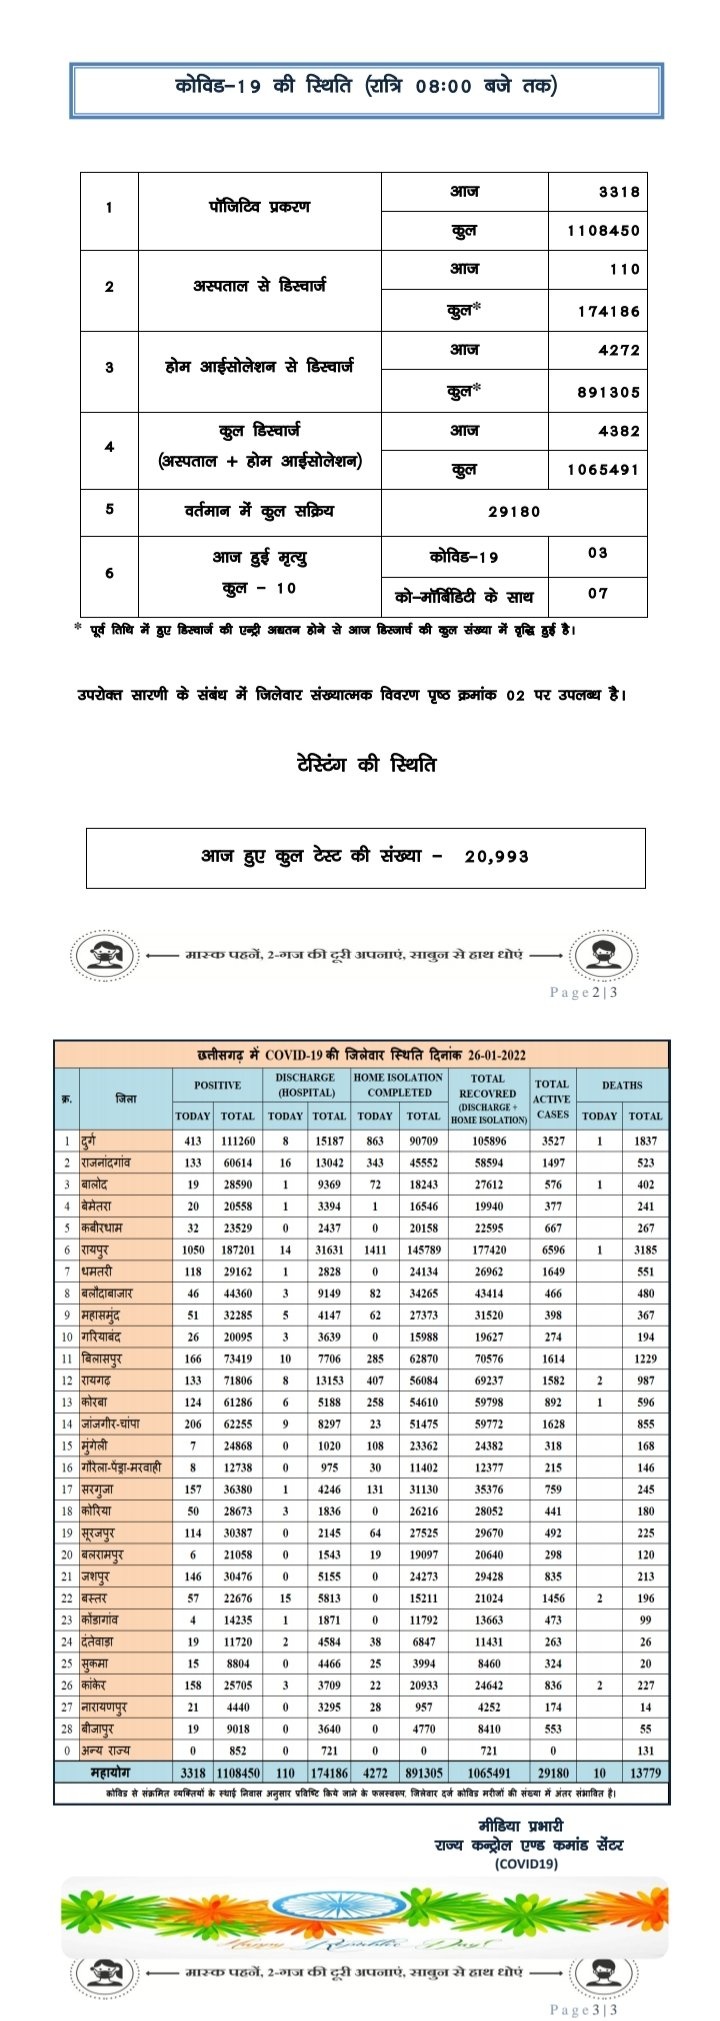 कोविड-19 की स्थिति (रात्रि 08:00 बजे तक)
1 पॉजिटिव प्रकरण आज 3318
कुल 1108450
2 अस्पताल से डिस्चार्ज आज 110
कुल* 174186
3 होम आईसोलेशन से डिस्चार्ज आज 4272
कुल* 891305
4 कुल डिस्चार्ज (अस्पताल + होम आईसोलेशन) आज 4382
कुल 1065491
5 वर्तमान में कुल सक्रिय 29180
6 आज हुई मृत्यु कुल - 10 कोविड-19 03
को-मॉर्बिडिटी के साथ 07
* पूर्व तिथि में हुए डिस्चार्ज की एन्ट्री अद्यतन होने से आज डिस्जार्च की कुल संख्या में वृद्धि हुई है।
उपरोक्त सारणी के संबंध में जिलेवार संख्यात्मक विवरण पृष्ठ क्रमांक 02 पर उपलब्ध है।
टेस्टिंग की स्थिति
आज हुए कुल टेस्ट की संख्या - 20,993
मास्क पहनें, 2-गज की दूरी अपनाएं, साबुन से हाथ धोएं
Page2|3
छत्तीसगढ़ में COVID-19 की जिलेवार स्थिति दिनांक 26-01-2022
क्र. जिला POSITIVE DISCHARGE (HOSPITAL) HOME ISOLATION COMPLETED TOTAL RECOVRED (DISCHARGE + HOME ISOLATION) TOTAL ACTIVE CASES DEATHS
TODAY TOTAL TODAY TOTAL TODAY TOTAL TODAY TOTAL
1 दुर्ग 413 111260 8 15187 863 90709 105896 3527 1 1837
2 राजनांदगांव 133 60614 16 13042 343 45552 58594 1497 523
3 बालोद 19 28590 1 9369 72 18243 27612 576 1 402
4 बेमेतरा 20 20558 1 3394 1 16546 19940 377 241
5 कबीरधाम 32 23529 0 2437 0 20158 22595 667 267
6 रायपुर 1050 187201 14 31631 1411 145789 177420 6596 1 3185
7 धमतरी 118 29162 1 2828 0 24134 26962 1649 551
8 बलौदाबाजार 46 44360 3 9149 82 34265 43414 466 480
9 महासमुंद 51 32285 5 4147 62 27373 31520 398 367
10 गरियाबंद 26 20095 3 3639 0 15988 19627 274 194
11 बिलासपुर 166 73419 10 7706 285 62870 70576 1614 1229
12 रायगढ़ 133 71806 8 13153 407 56084 69237 1582 2 987
13 कोरबा 124 61286 6 5188 258 54610 59798 892 1 596
14 जांजगीर-चांपा 206 62255 9 8297 23 51475 59772 1628 855
15 मुंगेली 7 24868 0 1020 108 23362 24382 318 168
16 गौरेला-पेंड्रा-मरवाही 8 12738 0 975 30 11402 12377 215 146
17 सरगुजा 157 36380 1 4246 131 31130 35376 759 245
18 कोरिया 50 28673 3 1836 0 26216 28052 441 180
19 सूरजपुर 114 30387 0 2145 64 27525 29670 492 225
20 बलरामपुर 6 21058 0 1543 19 19097 20640 298 120
21 जशपुर 146 30476 0 5155 0 24273 29428 835 213
22 बस्तर 57 22676 15 5813 0 15211 21024 1456 2 196
23 कोंडागांव 4 14235 1 1871 0 11792 13663 473 99
24 दंतेवाड़ा 19 11720 2 4584 38 6847 11431 263 26
25 सुकमा 15 8804 0 4466 25 3994 8460 324 20
26 कांकेर 158 25705 3 3709 22 20933 24642 836 2 227
27 नारायणपुर 21 4440 0 3295 28 957 4252 174 14
28 बीजापुर 19 9018 0 3640 0 4770 8410 553 55
0 अन्य राज्य 0 852 0 721 0 0 721 0 131
महायोग 3318 1108450 110 174186 4272 891305 1065491 29180 10 13779
कोविड से संक्रमित व्यक्तियों के स्थाई निवास अनुसार प्रविष्टि किये जाने के फलस्वरूप, जिलेवार दर्ज कोविड मरीजों की संख्या में अंतर संभावित है।
मीडिया प्रभारी
राज्य कन्ट्रोल एण्ड कमांड सेंटर
(COVID19)
Happy Republic Day
मास्क पहनें, 2-गज की दूरी अपनाएं, साबुन से हाथ धोएं
Page3|3